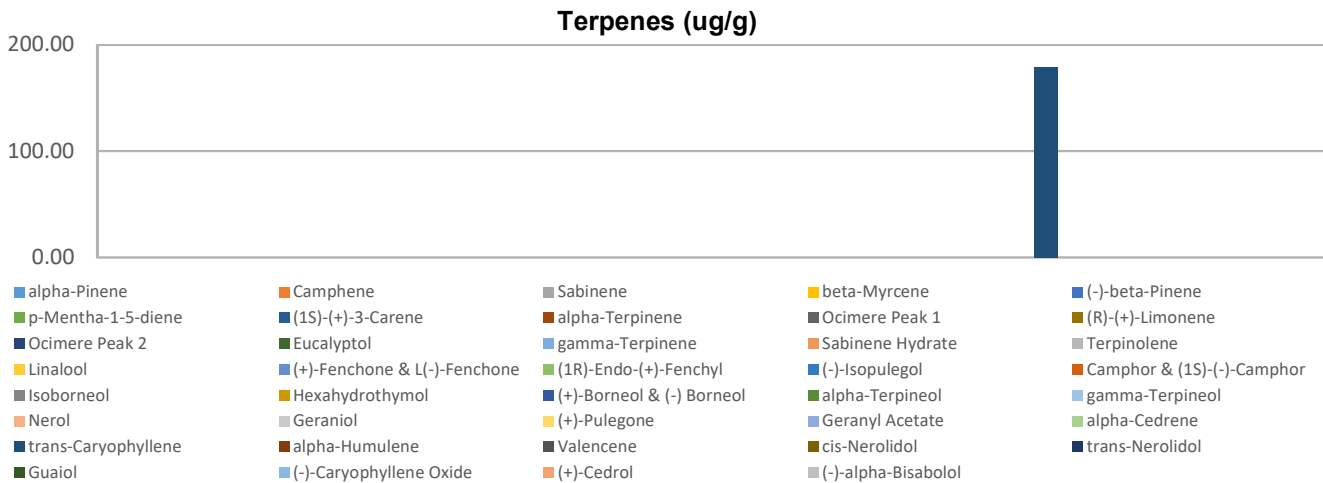 Terpenes (ug/g)
200.00
100.00
0.00
alpha-Pinene Camphene Sabinene beta-Myrcene (-)-beta-Pinene
p-Mentha-1-5-diene (1S)-(+)-3-Carene alpha-Terpinene Ocimere Peak 1 (R)-(+)-Limonene
Ocimere Peak 2 Eucalyptol gamma-Terpinene Sabinene Hydrate Terpinolene
Linalool (+)-Fenchone & L(-)-Fenchone (1R)-Endo-(+)-Fenchyl (-)-Isopulegol Camphor & (1S)-(-)-Camphor
Isoborneol Hexahydrothymol (+)-Borneol & (-) Borneol alpha-Terpineol gamma-Terpineol
Nerol Geraniol (+)-Pulegone Geranyl Acetate alpha-Cedrene
trans-Caryophyllene alpha-Humulene Valencene cis-Nerolidol trans-Nerolidol
Guaiol (-)-Caryophyllene Oxide (+)-Cedrol (-)-alpha-Bisabolol